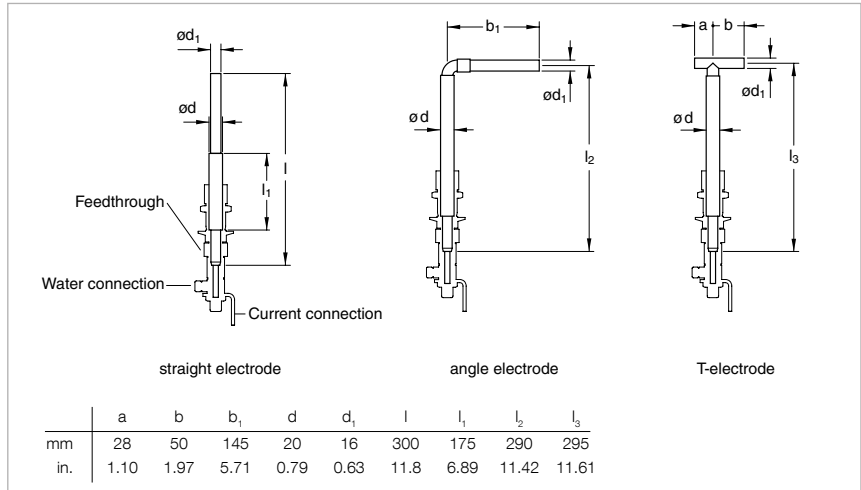 ød₁
ød
l
l₁
Feedthrough
Water connection
Current connection
straight electrode
b₁
ød₁
ød
l₂
angle electrode
a b
ød₁
ød
l₃
T-electrode
a b b₁ d d₁ l l₁ l₂ l₃
mm 28 50 145 20 16 300 175 290 295
in. 1.10 1.97 5.71 0.79 0.63 11.8 6.89 11.42 11.61